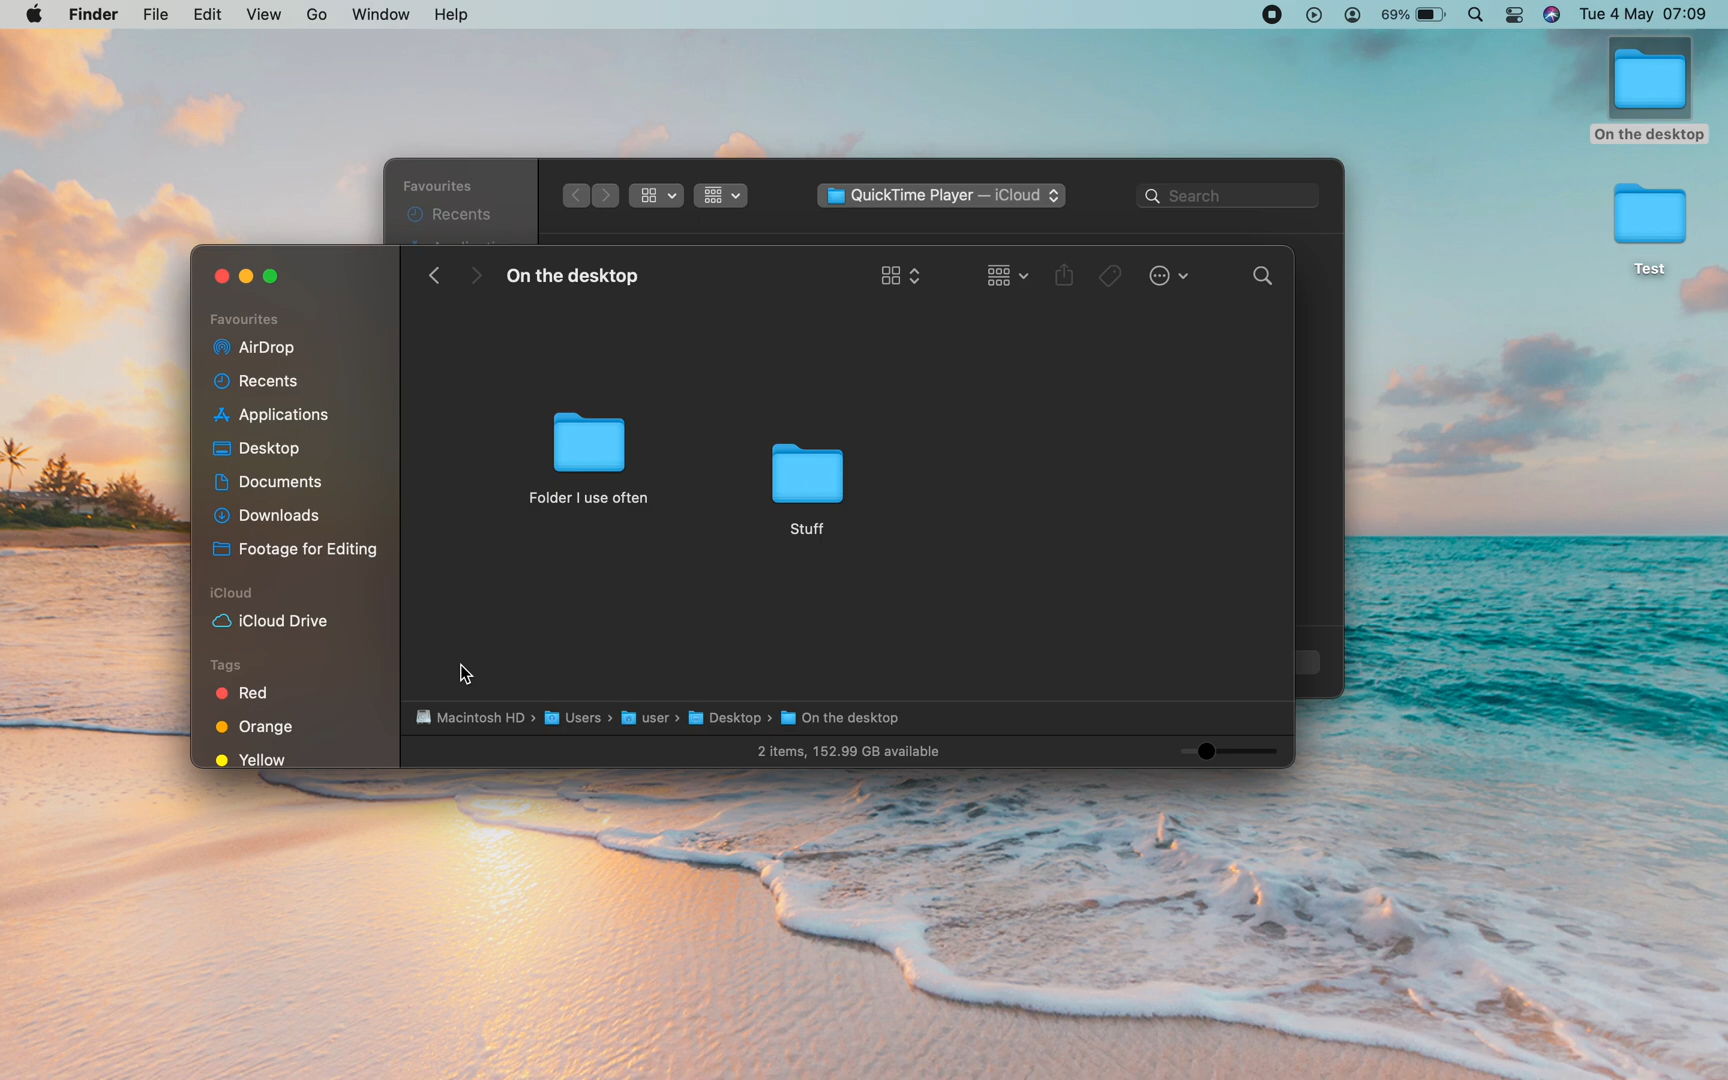 Finder File Edit View Go Window Help 69% Tue 4 May 07:09
On the desktop
Test
Favourites
Recents
QuickTime Player — iCloud
Search
On the desktop
Favourites
AirDrop
Recents
Applications
Desktop
Documents
Downloads
Footage for Editing
iCloud
iCloud Drive
Tags
Red
Orange
Yellow
Folder I use often
Stuff
Macintosh HD › Users › user › Desktop › On the desktop
2 items, 152.99 GB available